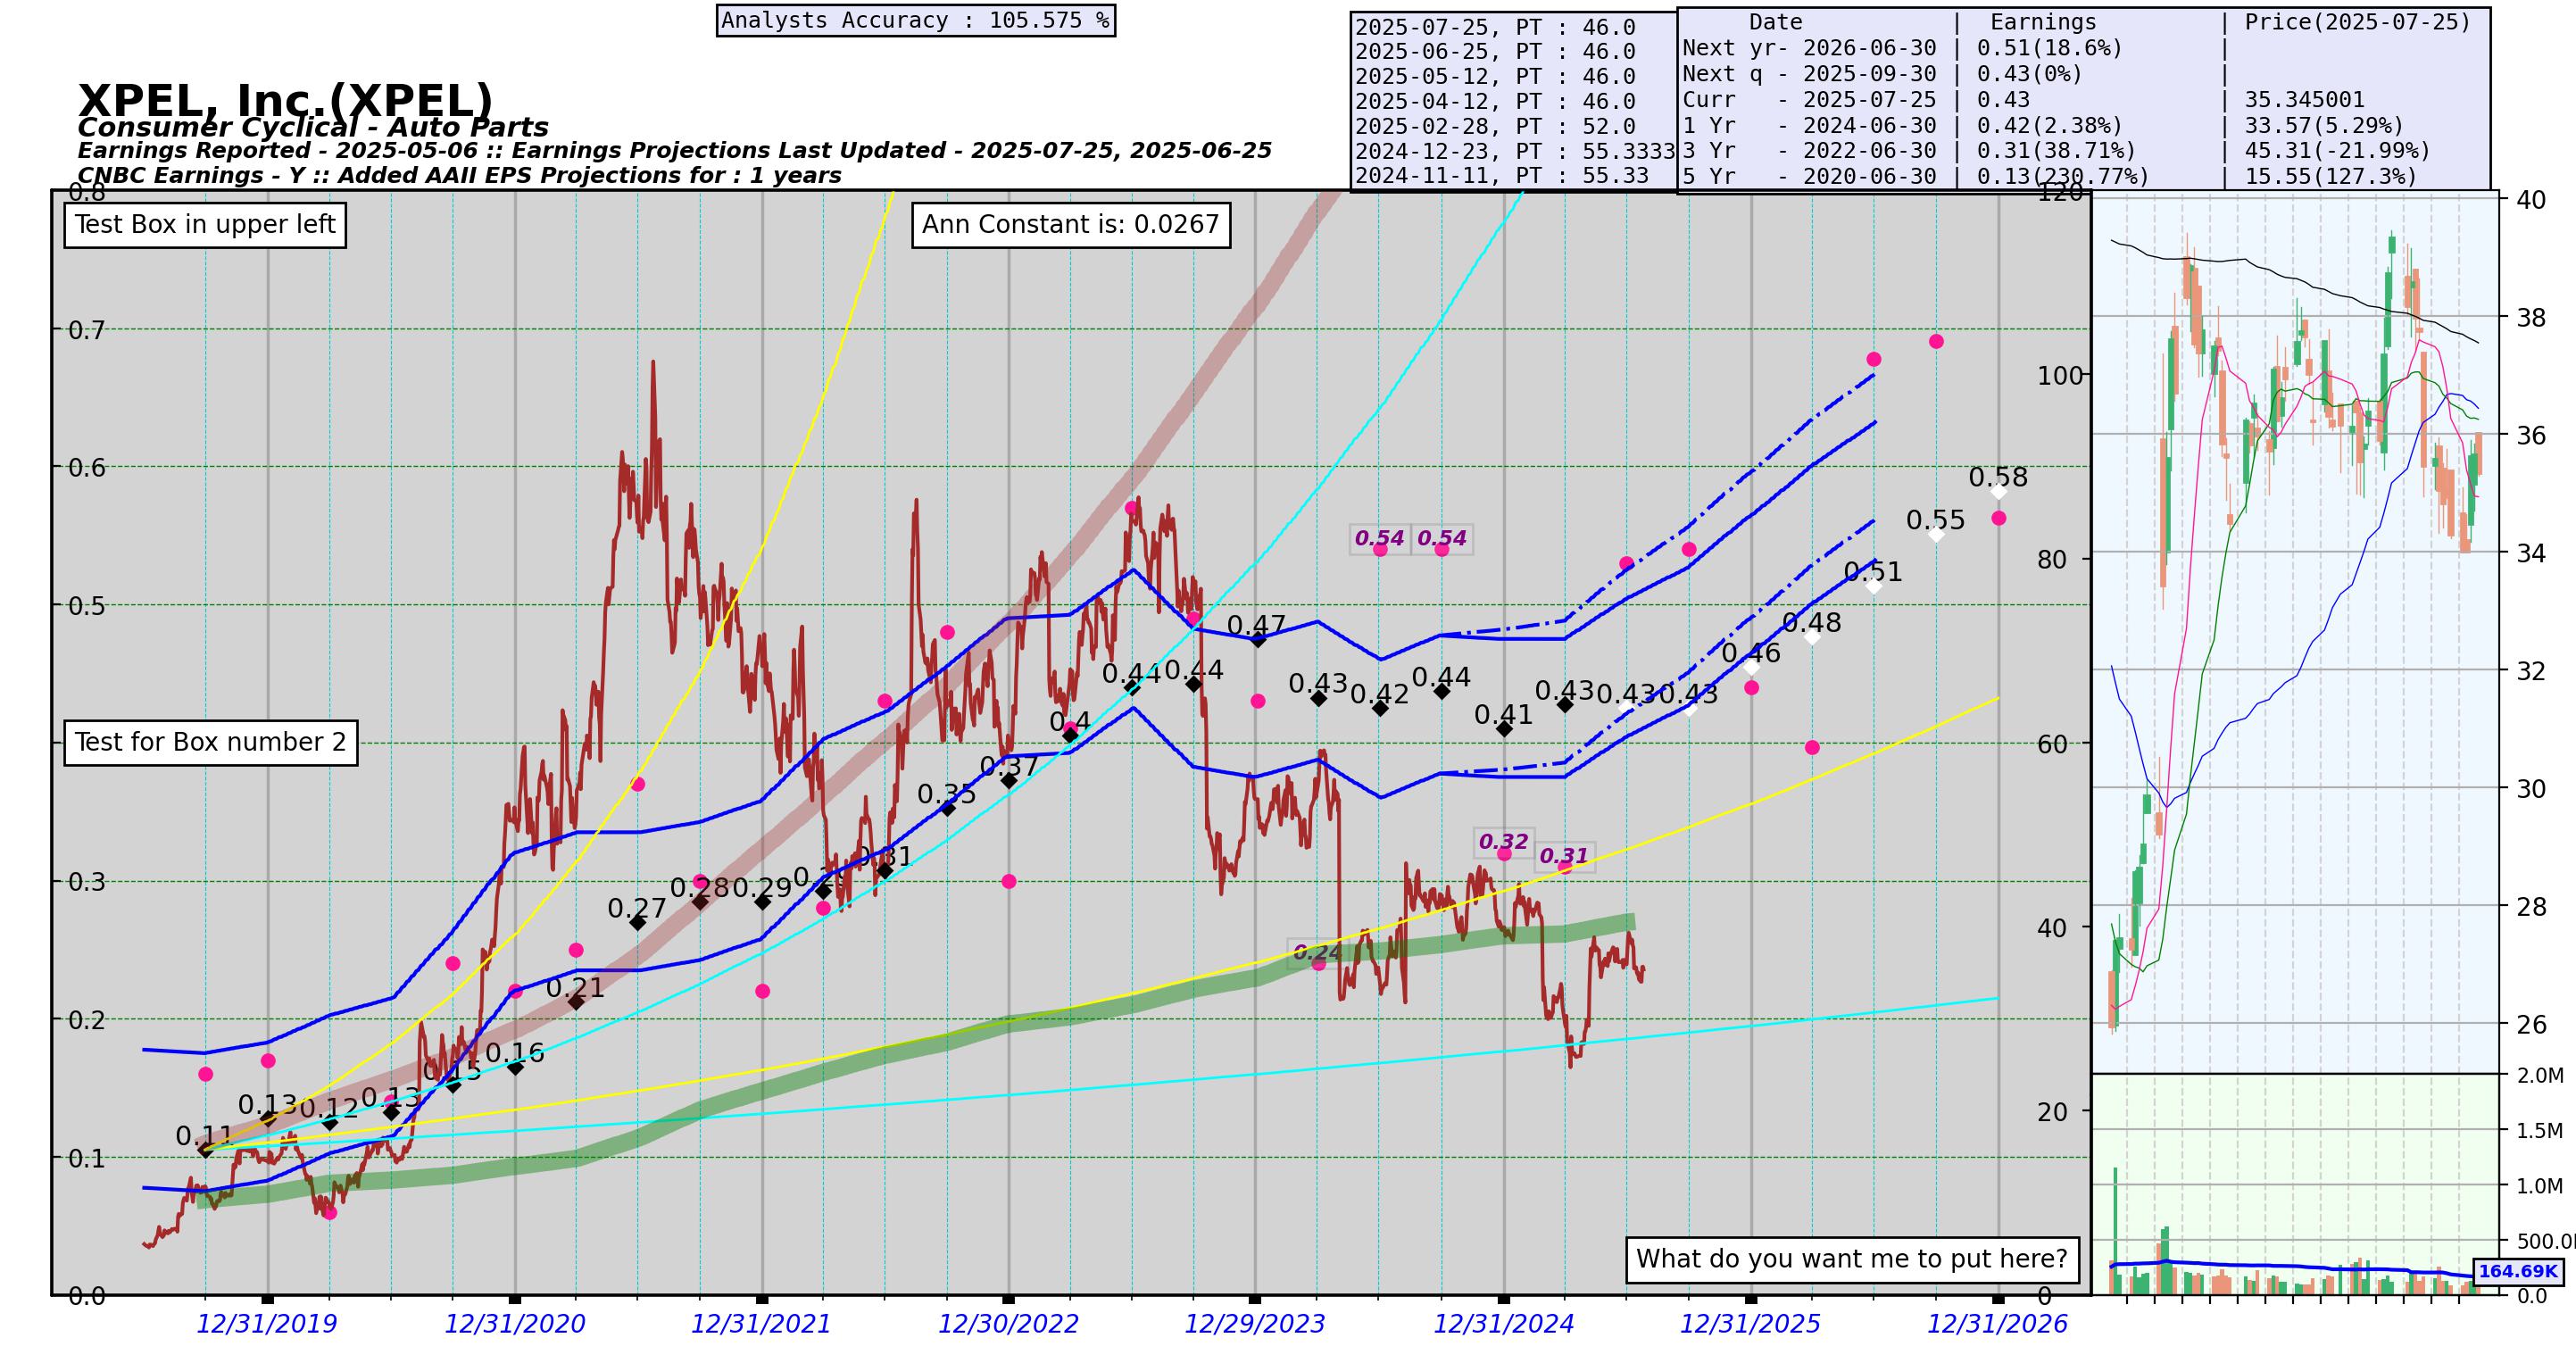 Analysts Accuracy : 105.575 %
XPEL, Inc.(XPEL)
Consumer Cyclical - Auto Parts
Earnings Reported - 2025-05-06 :: Earnings Projections Last Updated - 2025-07-25, 2025-06-25
CNBC Earnings - Y :: Added AAII EPS Projections for : 1 years
2025-07-25, PT : 46.0
2025-06-25, PT : 46.0
2025-05-12, PT : 46.0
2025-04-12, PT : 46.0
2025-02-28, PT : 52.0
2024-12-23, PT : 55.3333
2024-11-11, PT : 55.33
Date | Earnings | Price(2025-07-25)
Next yr- 2026-06-30 | 0.51(18.6%) |
Next q - 2025-09-30 | 0.43(0%) |
Curr - 2025-07-25 | 0.43 | 35.345001
1 Yr - 2024-06-30 | 0.42(2.38%) | 33.57(5.29%)
3 Yr - 2022-06-30 | 0.31(38.71%) | 45.31(-21.99%)
5 Yr - 2020-06-30 | 0.13(230.77%) | 15.55(127.3%)
Test Box in upper left
Ann Constant is: 0.0267
Test for Box number 2
What do you want me to put here?
0.8
0.7
0.6
0.5
0.3
0.2
0.1
0.0
0.11
0.13
0.12
0.13
0.15
0.16
0.21
0.27
0.28
0.29
0.31
0.35
0.37
0.4
0.44
0.44
0.47
0.43
0.42
0.44
0.41
0.43
0.43
0.43
0.46
0.48
0.51
0.55
0.58
0.24
0.54
0.54
0.32
0.31
120
100
80
60
40
20
0
12/31/2019
12/31/2020
12/31/2021
12/30/2022
12/29/2023
12/31/2024
12/31/2025
12/31/2026
40
38
36
34
32
30
28
26
2.0M
1.5M
1.0M
164.69K
0.0